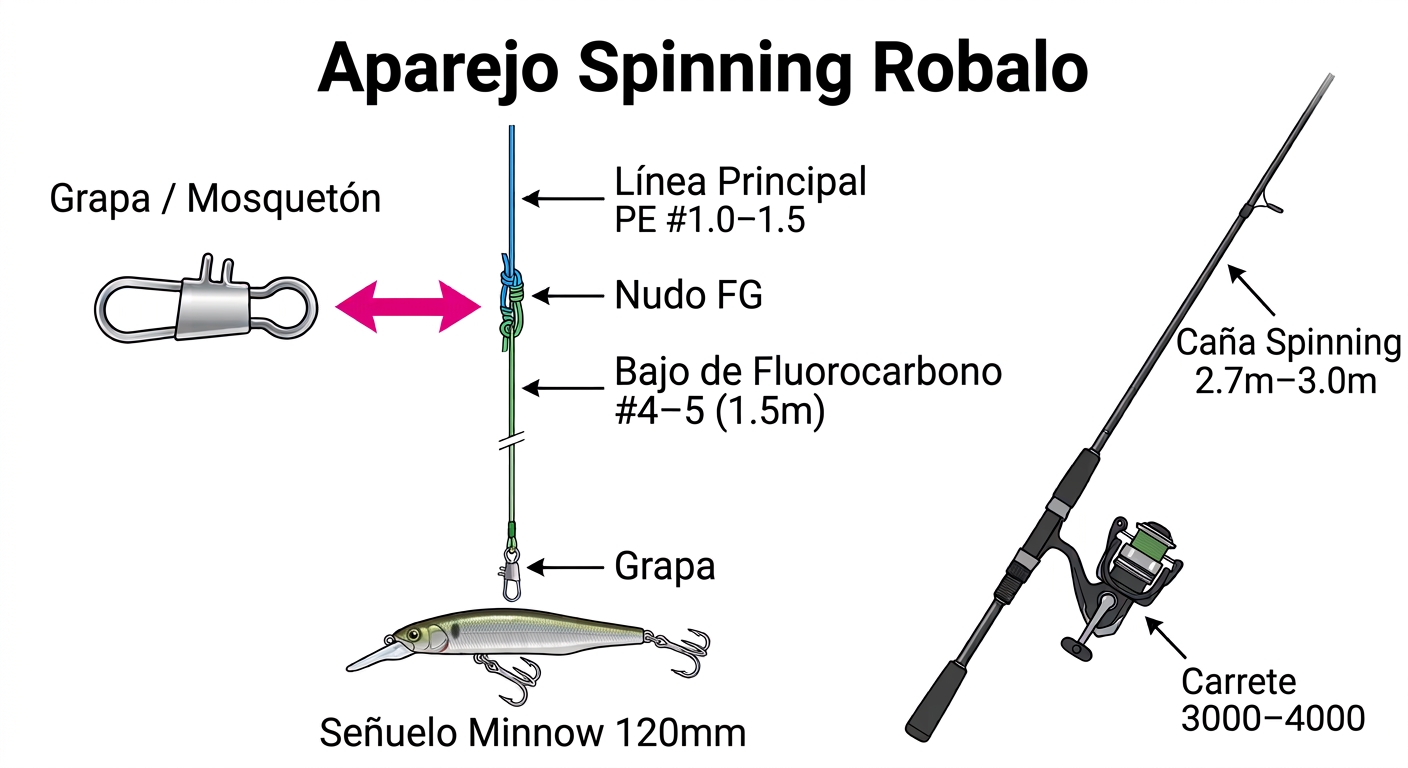 Aparejo Spinning Robalo
Grapa / Mosquetón
Línea Principal
PE #1.0–1.5
Nudo FG
Bajo de Fluorocarbono
#4–5 (1.5m)
Grapa
Señuelo Minnow 120mm
Caña Spinning
2.7m–3.0m
Carrete
3000–4000